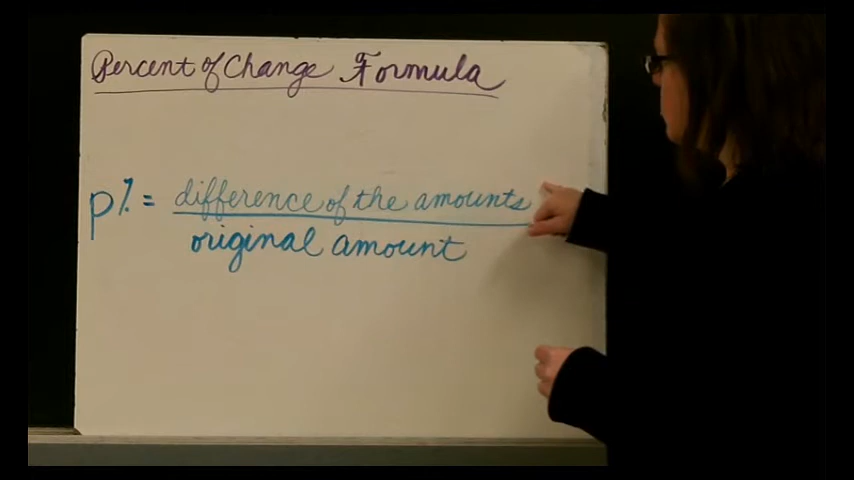 Percent of Change Formula
p% = difference of the amounts
original amount